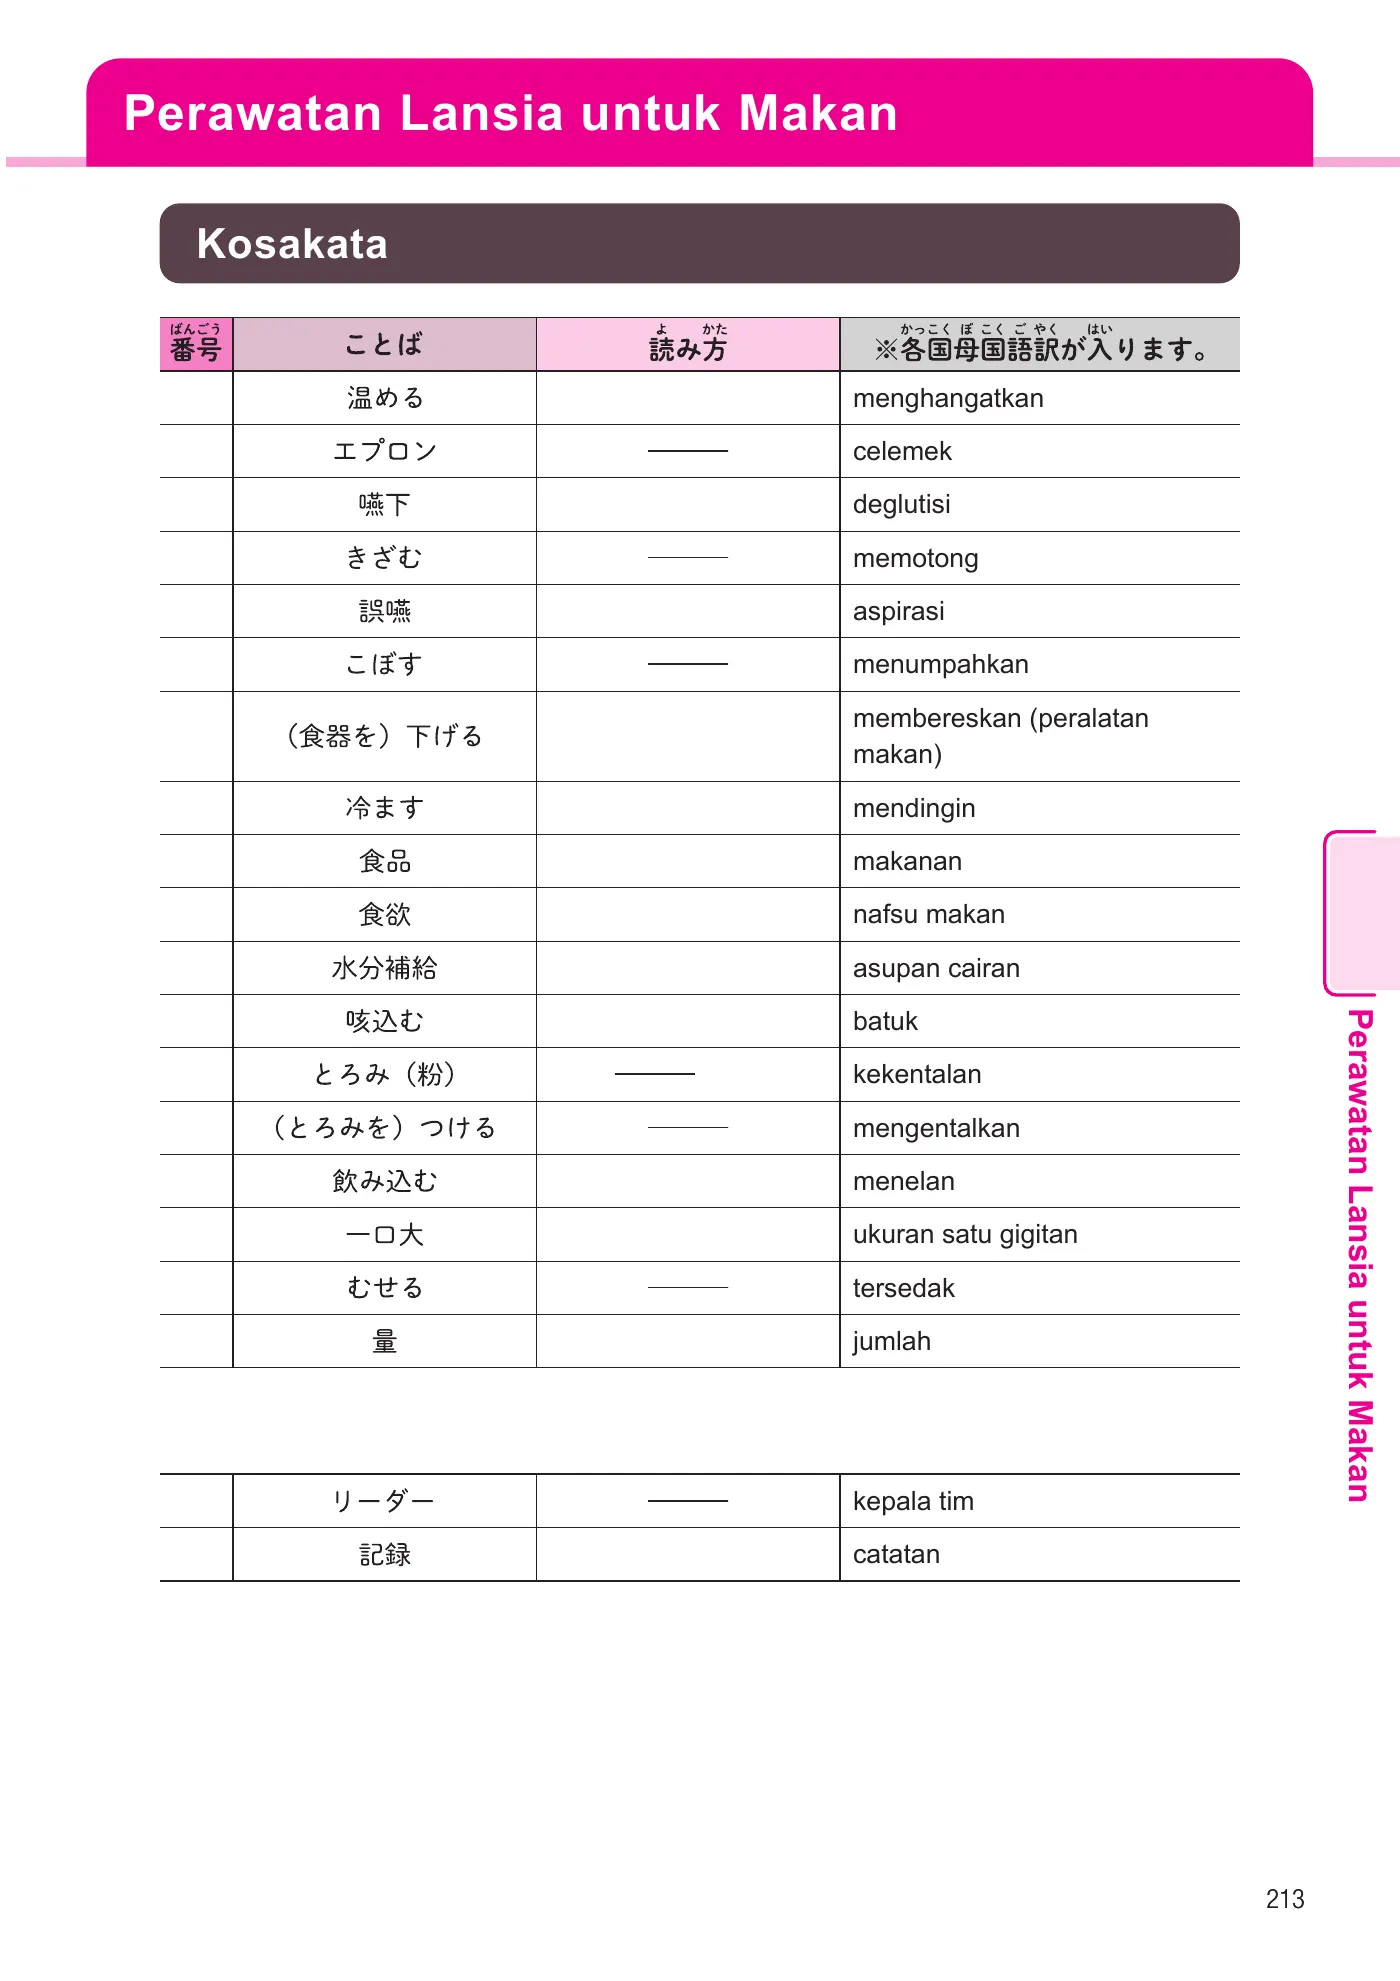 Perawatan Lansia untuk Makan
Kosakata
ばんごう よ かた かっこく ぼ こく ご やく はい
番号 ことば 読み方 ※各国母国語訳が入ります。
温める menghangatkan
エプロン ——— celemek
嚥下 deglutisi
きざむ ——— memotong
誤嚥 aspirasi
こぼす ——— menumpahkan
（食器を）下げる membereskan (peralatan
makan)
冷ます mendingin
食品 makanan
食欲 nafsu makan
水分補給 asupan cairan
咳込む batuk
とろみ（粉） ——— kekentalan
（とろみを）つける ——— mengentalkan
飲み込む menelan
一口大 ukuran satu gigitan
むせる ——— tersedak
量 jumlah
リーダー ——— kepala tim
記録 catatan
Perawatan Lansia untuk Makan
213